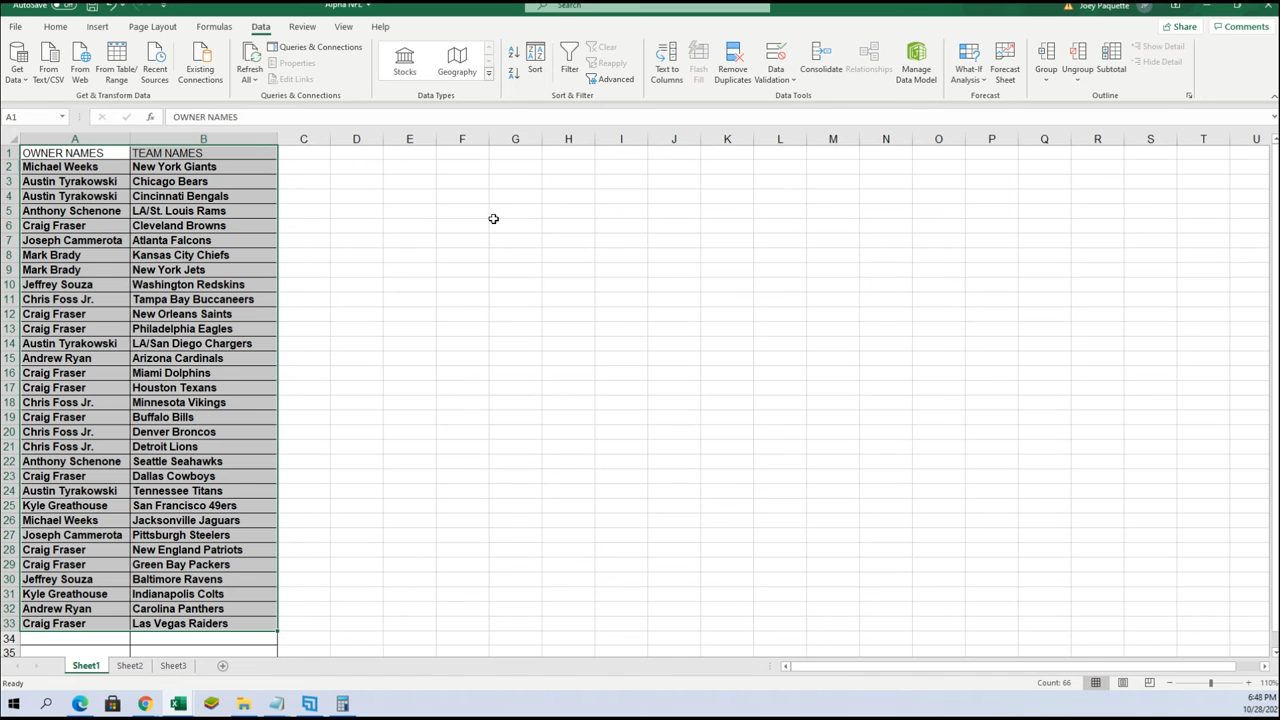 AutoSave Off Alpha NFL Search Joey Paquette JP
File Home Insert Page Layout Formulas Data Review View Help Share Comments
Get Data From Text/CSV From Web From Table/Range Recent Sources Existing Connections
Refresh All Queries & Connections Properties Edit Links
Stocks Geography
Sort Filter Clear Reapply Advanced
Text to Columns Flash Fill Remove Duplicates Data Validation Consolidate Relationships Manage Data Model
What-If Analysis Forecast Sheet
Group Ungroup Subtotal Show Detail Hide Detail
Get & Transform Data Queries & Connections Data Types Sort & Filter Data Tools Forecast Outline
A1 fx OWNER NAMES
A B C D E F G H I J K L M N O P Q R S T U
1 OWNER NAMES TEAM NAMES
2 Michael Weeks New York Giants
3 Austin Tyrakowski Chicago Bears
4 Austin Tyrakowski Cincinnati Bengals
5 Anthony Schenone LA/St. Louis Rams
6 Craig Fraser Cleveland Browns
7 Joseph Cammerota Atlanta Falcons
8 Mark Brady Kansas City Chiefs
9 Mark Brady New York Jets
10 Jeffrey Souza Washington Redskins
11 Chris Foss Jr. Tampa Bay Buccaneers
12 Craig Fraser New Orleans Saints
13 Craig Fraser Philadelphia Eagles
14 Austin Tyrakowski LA/San Diego Chargers
15 Andrew Ryan Arizona Cardinals
16 Craig Fraser Miami Dolphins
17 Craig Fraser Houston Texans
18 Chris Foss Jr. Minnesota Vikings
19 Craig Fraser Buffalo Bills
20 Chris Foss Jr. Denver Broncos
21 Chris Foss Jr. Detroit Lions
22 Anthony Schenone Seattle Seahawks
23 Craig Fraser Dallas Cowboys
24 Austin Tyrakowski Tennessee Titans
25 Kyle Greathouse San Francisco 49ers
26 Michael Weeks Jacksonville Jaguars
27 Joseph Cammerota Pittsburgh Steelers
28 Craig Fraser New England Patriots
29 Craig Fraser Green Bay Packers
30 Jeffrey Souza Baltimore Ravens
31 Kyle Greathouse Indianapolis Colts
32 Andrew Ryan Carolina Panthers
33 Craig Fraser Las Vegas Raiders
34
35
Sheet1 Sheet2 Sheet3
Ready Count: 66 110%
6:48 PM
10/28/202